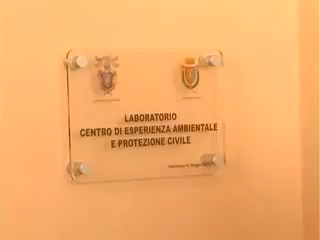 LABORATORIO
CENTRO DI ESPERIENZA AMBIENTALE
E PROTEZIONE CIVILE